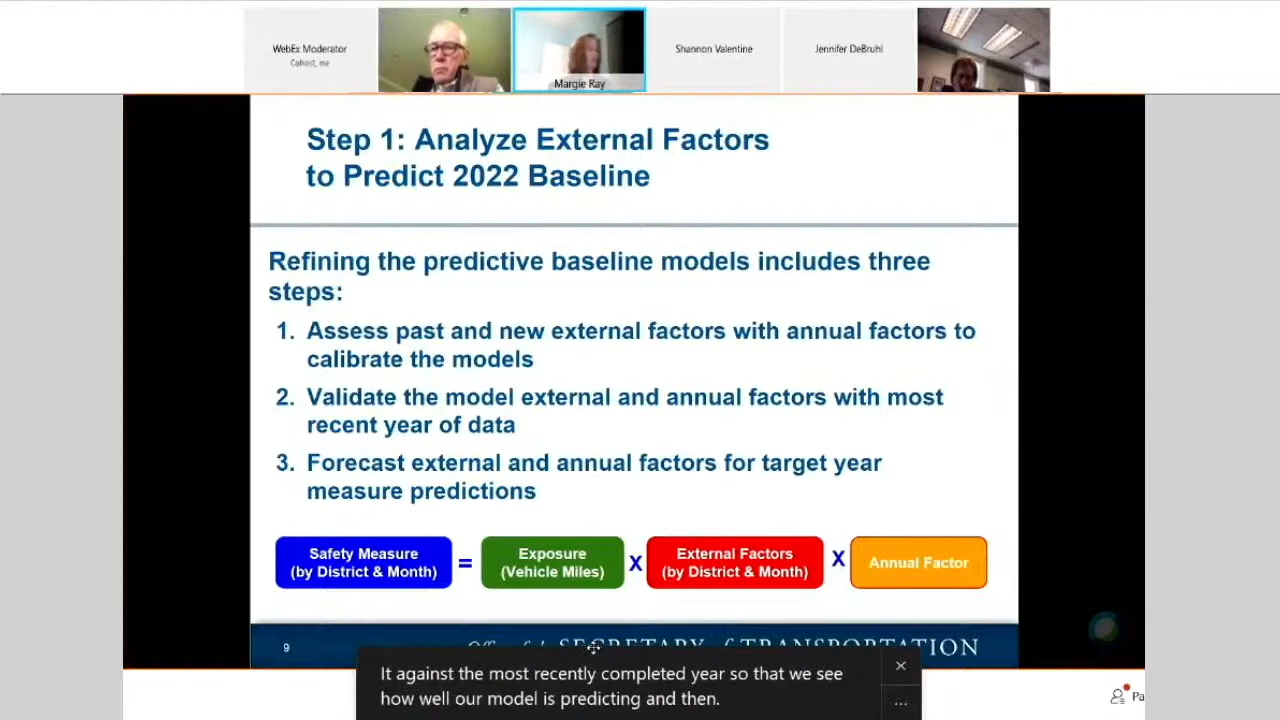 WebEx Moderator
Cohost, me
Margie Ray
Shannon Valentine
Jennifer DeBruhl
Step 1: Analyze External Factors
to Predict 2022 Baseline
Refining the predictive baseline models includes three
steps:
1. Assess past and new external factors with annual factors to
calibrate the models
2. Validate the model external and annual factors with most
recent year of data
3. Forecast external and annual factors for target year
measure predictions
Safety Measure
(by District & Month)
=
Exposure
(Vehicle Miles)
X
External Factors
(by District & Month)
X
Annual Factor
9
SECRETARY of TRANSPORTATION
It against the most recently completed year so that we see
how well our model is predicting and then.
Pa